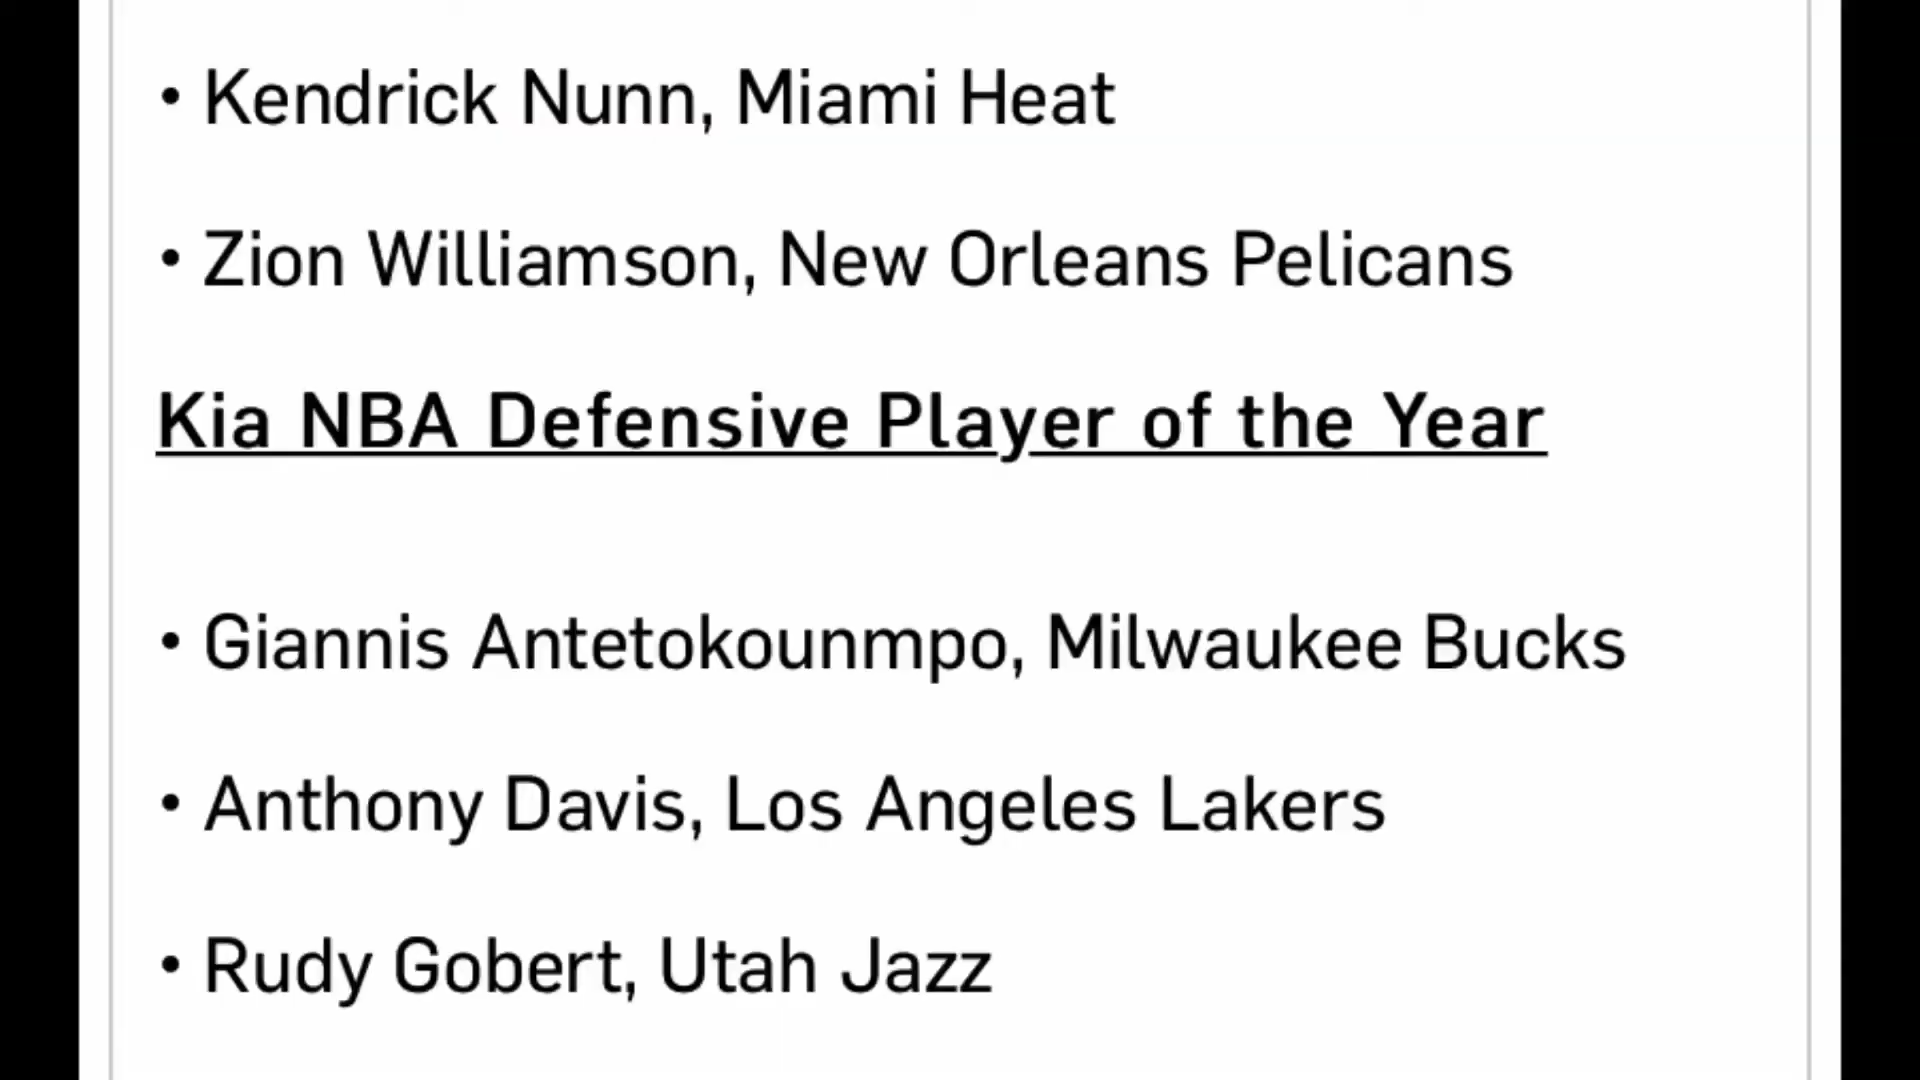 • Kendrick Nunn, Miami Heat
• Zion Williamson, New Orleans Pelicans
Kia NBA Defensive Player of the Year
• Giannis Antetokounmpo, Milwaukee Bucks
• Anthony Davis, Los Angeles Lakers
• Rudy Gobert, Utah Jazz